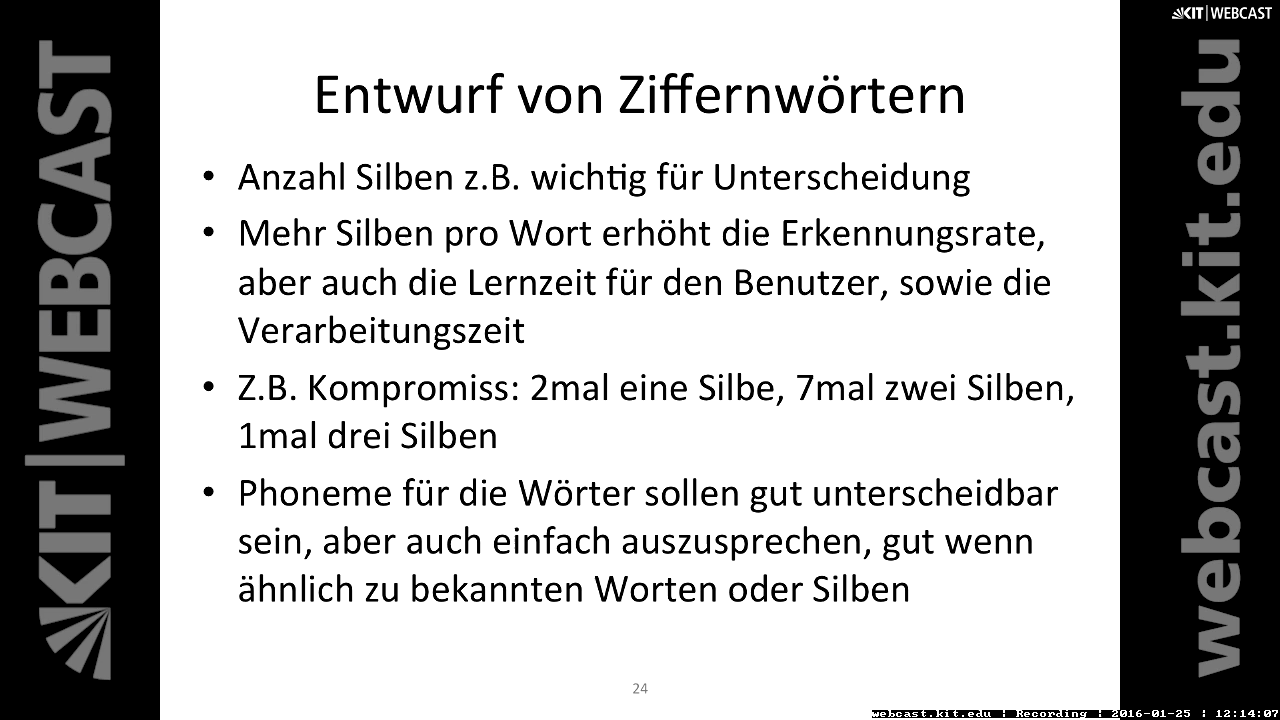 KIT | WEBCAST
Entwurf von Ziffernwörtern
• Anzahl Silben z.B. wichtig für Unterscheidung
• Mehr Silben pro Wort erhöht die Erkennungsrate,
aber auch die Lernzeit für den Benutzer, sowie die
Verarbeitungszeit
• Z.B. Kompromiss: 2mal eine Silbe, 7mal zwei Silben,
1mal drei Silben
• Phoneme für die Wörter sollen gut unterscheidbar
sein, aber auch einfach auszusprechen, gut wenn
ähnlich zu bekannten Worten oder Silben
24
KIT | WEBCAST
webcast.kit.edu
webcast.kit.edu | Recording | 2016-01-25 | 12:14:07